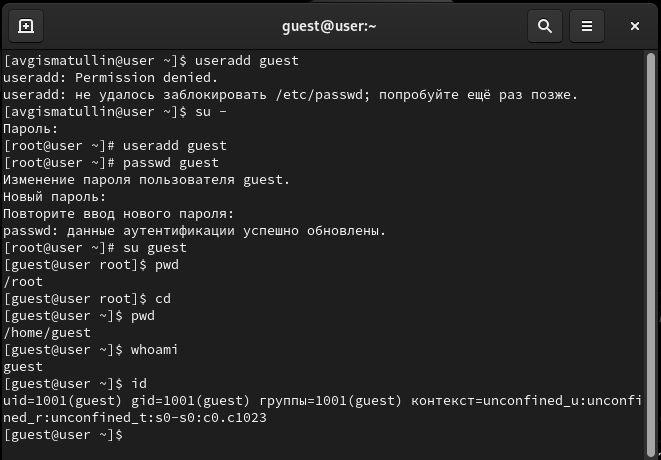 guest@user:~
[avgismatullin@user ~]$ useradd guest
useradd: Permission denied.
useradd: не удалось заблокировать /etc/passwd; попробуйте ещё раз позже.
[avgismatullin@user ~]$ su -
Пароль:
[root@user ~]# useradd guest
[root@user ~]# passwd guest
Изменение пароля пользователя guest.
Новый пароль:
Повторите ввод нового пароля:
passwd: данные аутентификации успешно обновлены.
[root@user ~]# su guest
[guest@user root]$ pwd
/root
[guest@user root]$ cd
[guest@user ~]$ pwd
/home/guest
[guest@user ~]$ whoami
guest
[guest@user ~]$ id
uid=1001(guest) gid=1001(guest) группы=1001(guest) контекст=unconfined_u:unconfi
ned_r:unconfined_t:s0-s0:c0.c1023
[guest@user ~]$